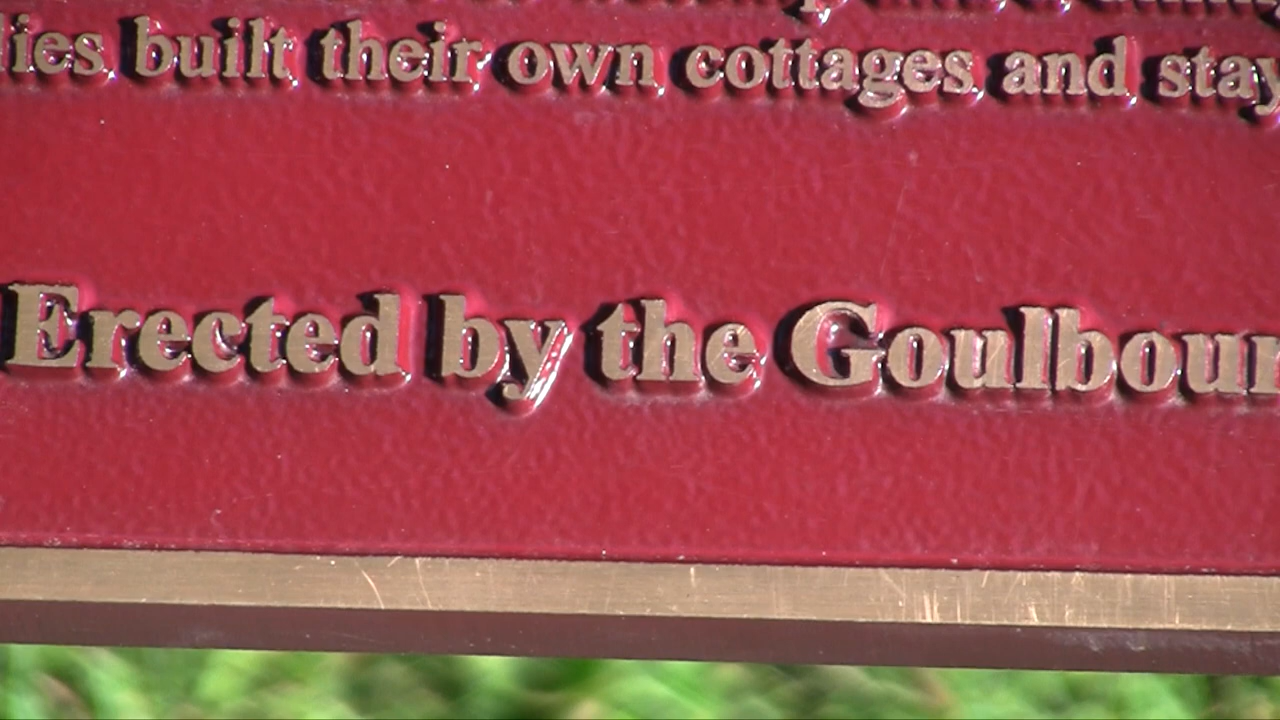 lies built their own cottages and stay
Erected by the Goulbour